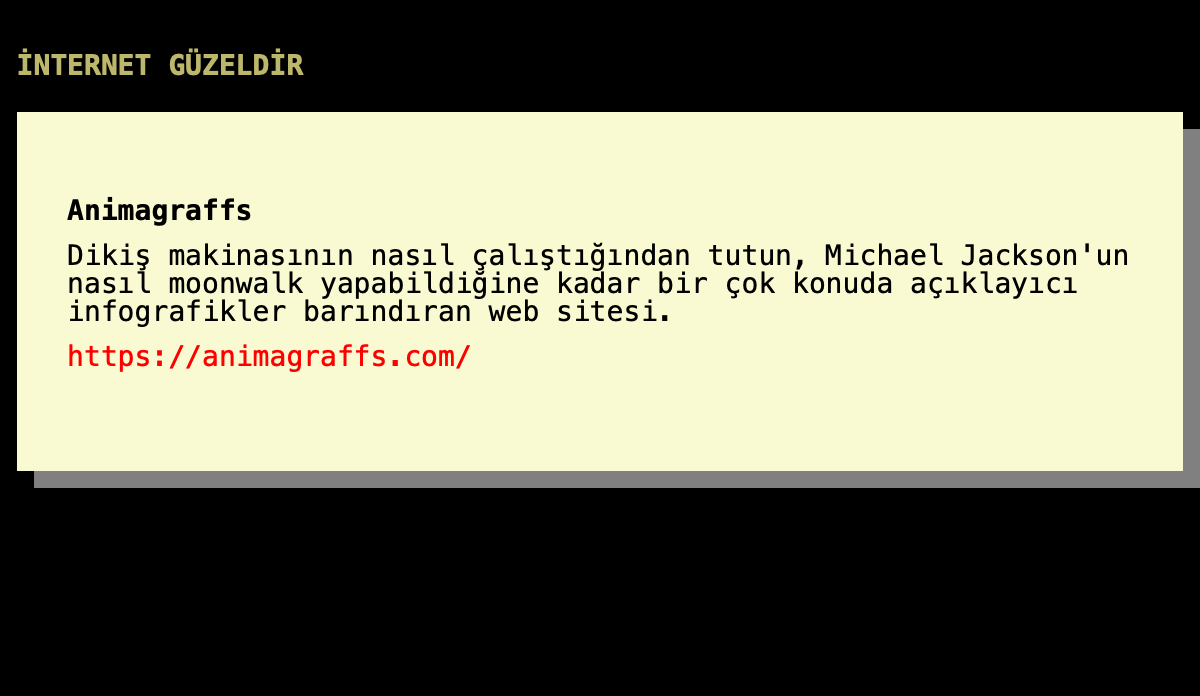 İNTERNET GÜZELDİR
Animagraffs
Dikiş makinasının nasıl çalıştığından tutun, Michael Jackson'un
nasıl moonwalk yapabildiğine kadar bir çok konuda açıklayıcı
infografikler barındıran web sitesi.
https://animagraffs.com/